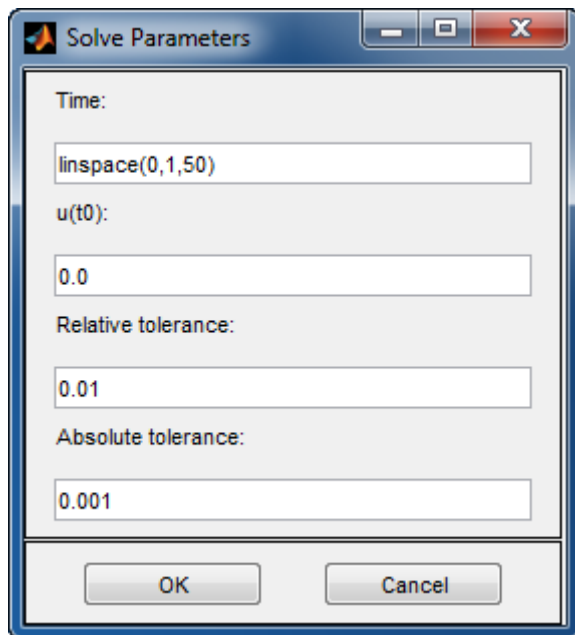 Solve Parameters
Time:
linspace(0,1,50)
u(t0):
0.0
Relative tolerance:
0.01
Absolute tolerance:
0.001
OK Cancel